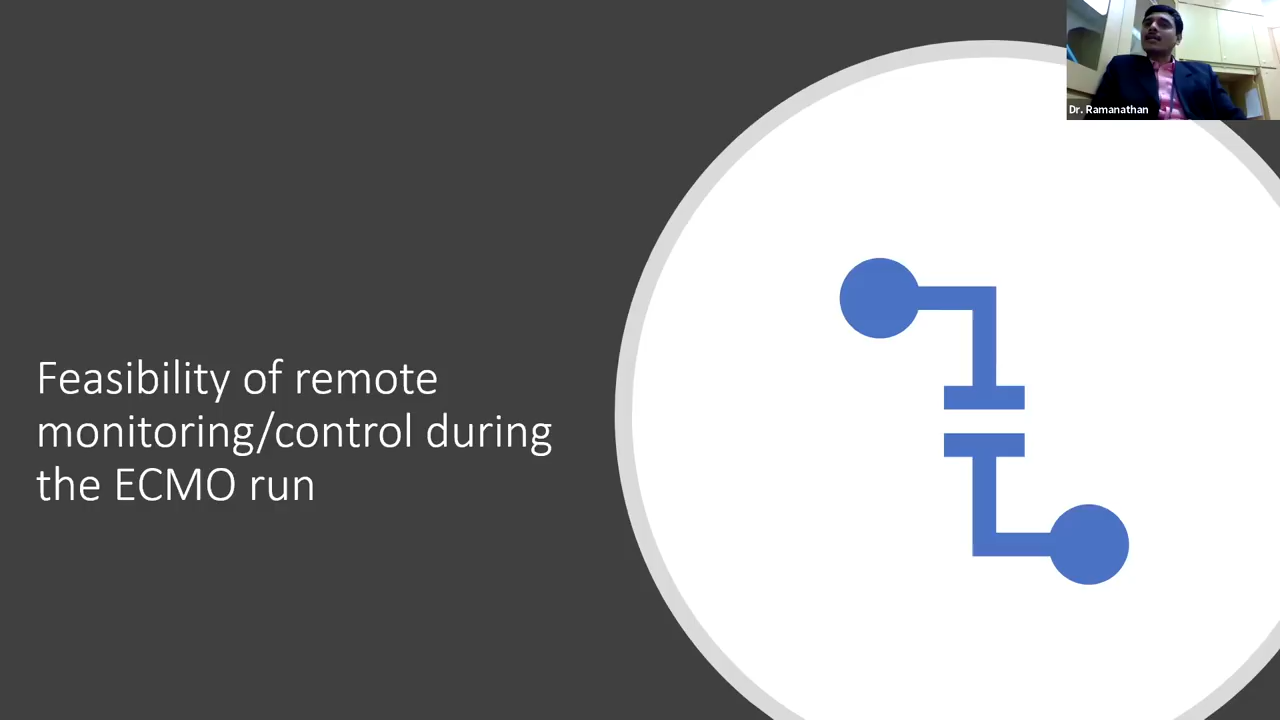 Dr. Ramanathan
Feasibility of remote
monitoring/control during
the ECMO run